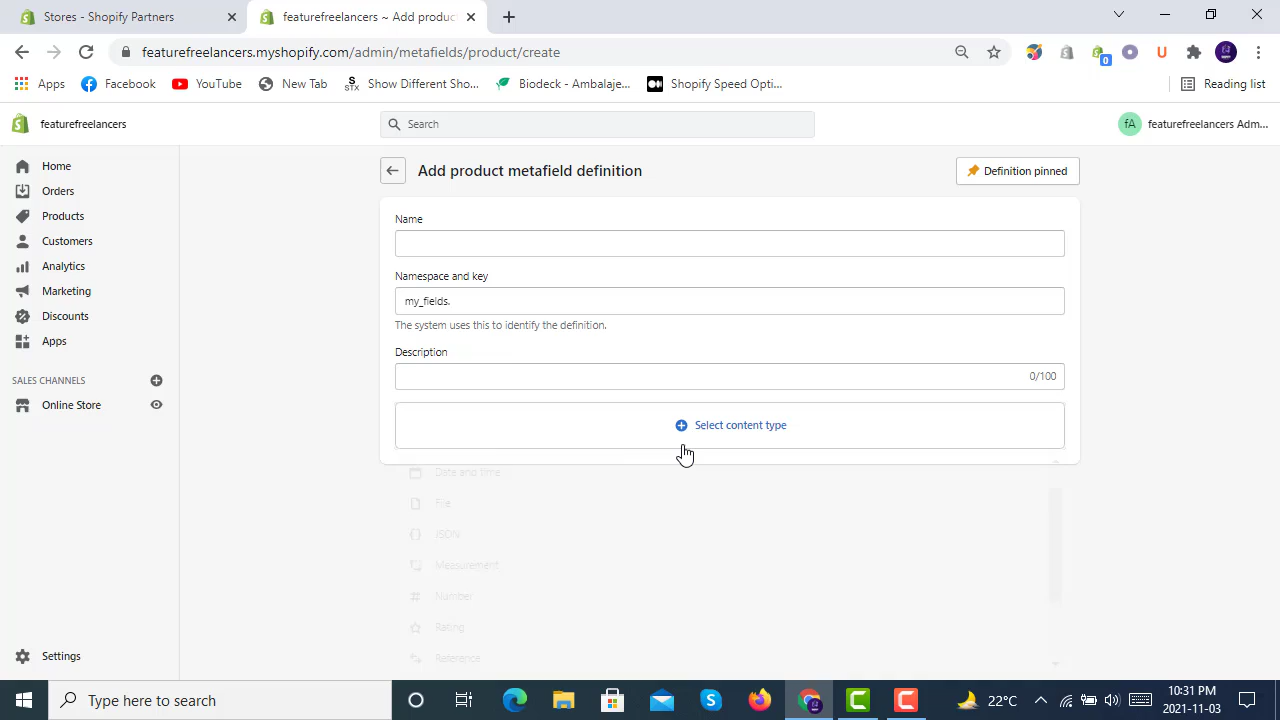 Stores - Shopify Partners
featurefreelancers ~ Add produc
featurefreelancers.myshopify.com/admin/metafields/product/create
0
U
Apps
Facebook
YouTube
New Tab
STX
Show Different Sho...
Biodeck - Ambalaje...
Shopify Speed Opti...
Reading list
featurefreelancers
Search
fA
featurefreelancers Adm...
Home
Orders
Products
Customers
Analytics
Marketing
Discounts
Apps
SALES CHANNELS
Online Store
Settings
Add product metafield definition
Definition pinned
Name
Namespace and key
my_fields.
The system uses this to identify the definition.
Description
0/100
Select content type
Date and time
File
JSON
Measurement
Number
Rating
Reference
Type here to search
22°C
10:31 PM
2021-11-03